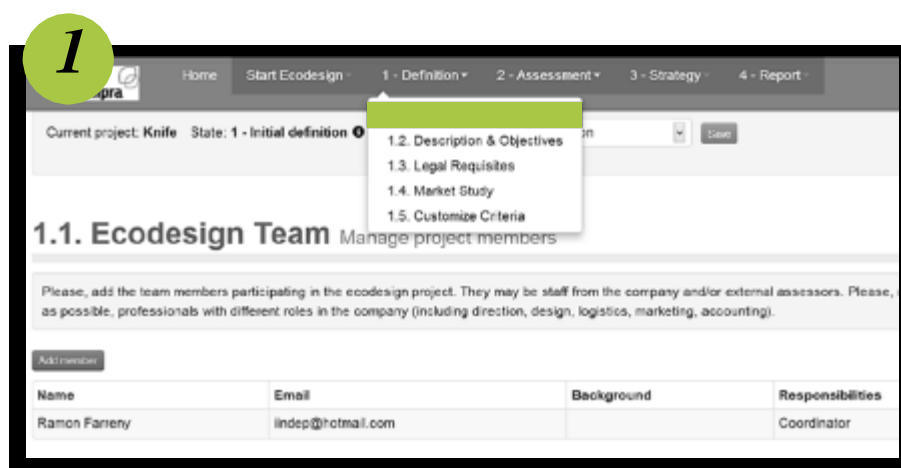 1
pra
Home Start Ecodesign 1 - Definition 2 - Assessment 3 - Strategy 4 - Report
Current project: Knife State: 1 - Initial definition on Save
1.2. Description & Objectives
1.3. Legal Requisites
1.4. Market Study
1.5. Customize Criteria
1.1. Ecodesign Team Manage project members
Please, add the team members participating in the ecodesign project. They may be staff from the company and/or external assessors. Please,
as possible, professionals with different roles in the company (including direction, design, logistics, marketing, accounting).
Add member
Name Email Background Responsibilities
Ramon Farreny iindep@hotmail.com Coordinator